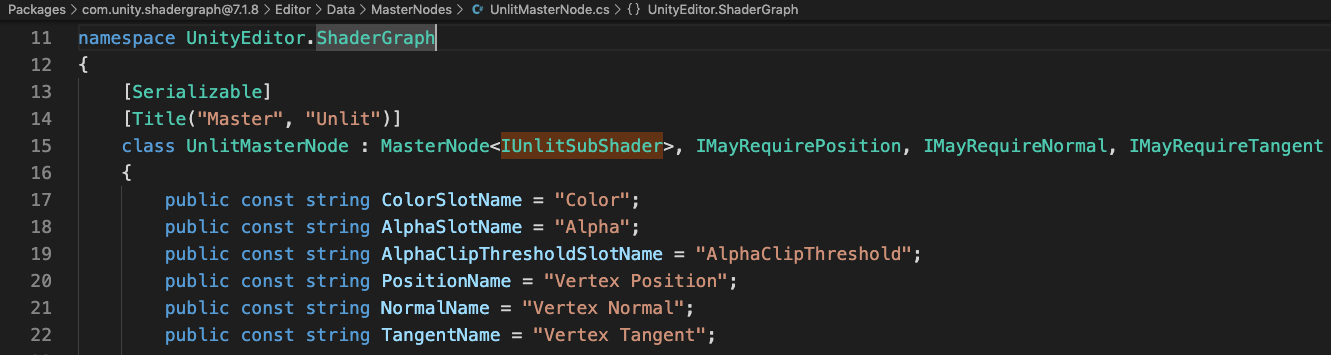 Packages > com.unity.shadergraph@7.1.8 > Editor > Data > MasterNodes > UnlitMasterNode.cs > {} UnityEditor.ShaderGraph
11 namespace UnityEditor.ShaderGraph
12 {
13 [Serializable]
14 [Title("Master", "Unlit")]
15 class UnlitMasterNode : MasterNode<IUnlitSubShader>, IMayRequirePosition, IMayRequireNormal, IMayRequireTangent
16 {
17 public const string ColorSlotName = "Color";
18 public const string AlphaSlotName = "Alpha";
19 public const string AlphaClipThresholdSlotName = "AlphaClipThreshold";
20 public const string PositionName = "Vertex Position";
21 public const string NormalName = "Vertex Normal";
22 public const string TangentName = "Vertex Tangent";